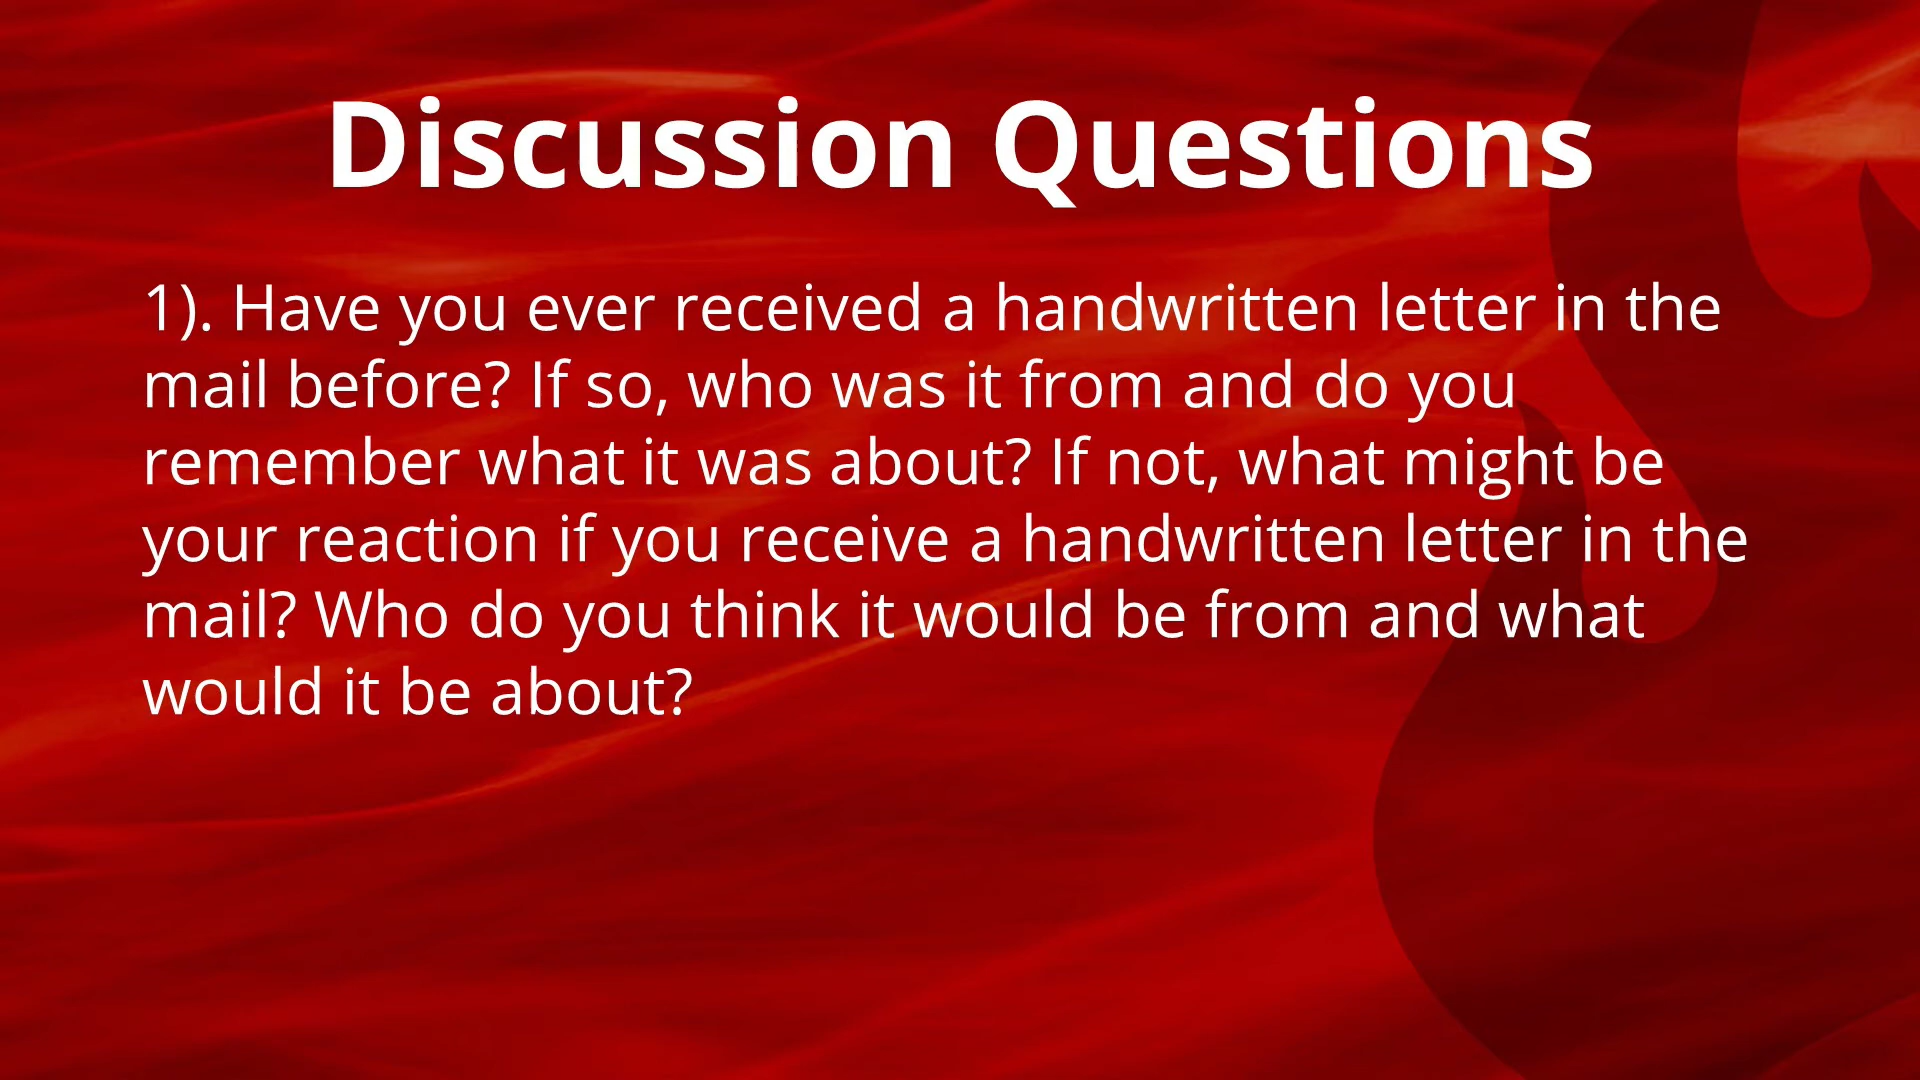 Discussion Questions
1). Have you ever received a handwritten letter in the
mail before? If so, who was it from and do you
remember what it was about? If not, what might be
your reaction if you receive a handwritten letter in the
mail? Who do you think it would be from and what
would it be about?